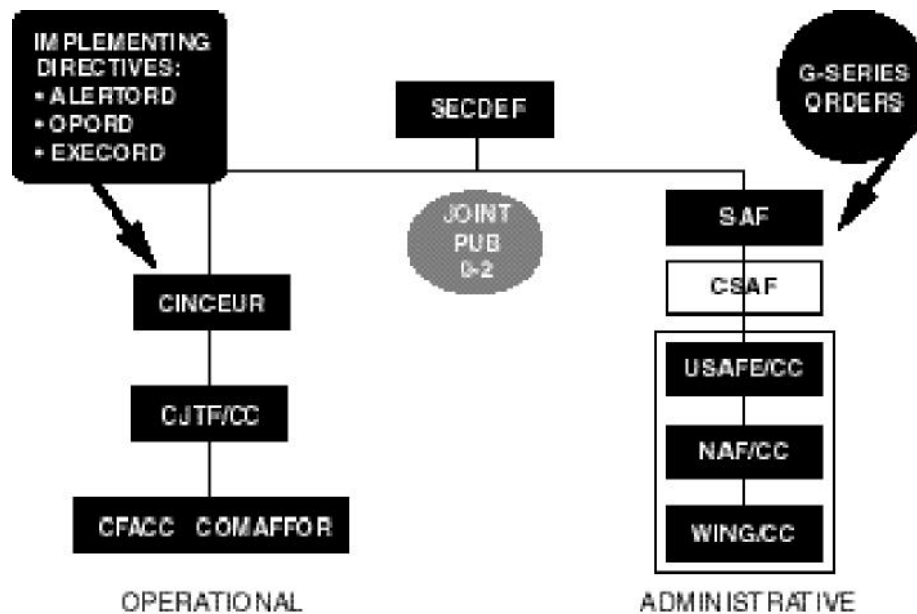 IMPLEMENTING
DIRECTIVES:
• ALERTORD
• OPORD
• EXECORD
SECDEF
G-SERIES
ORDERS
JOINT
PUB
0-2
SAF
CSAF
CINCEUR
USAFE/CC
CJTF/CC
NAF/CC
CFACC COMAFFOR
WING/CC
OPERATIONAL
ADMINISTRATIVE